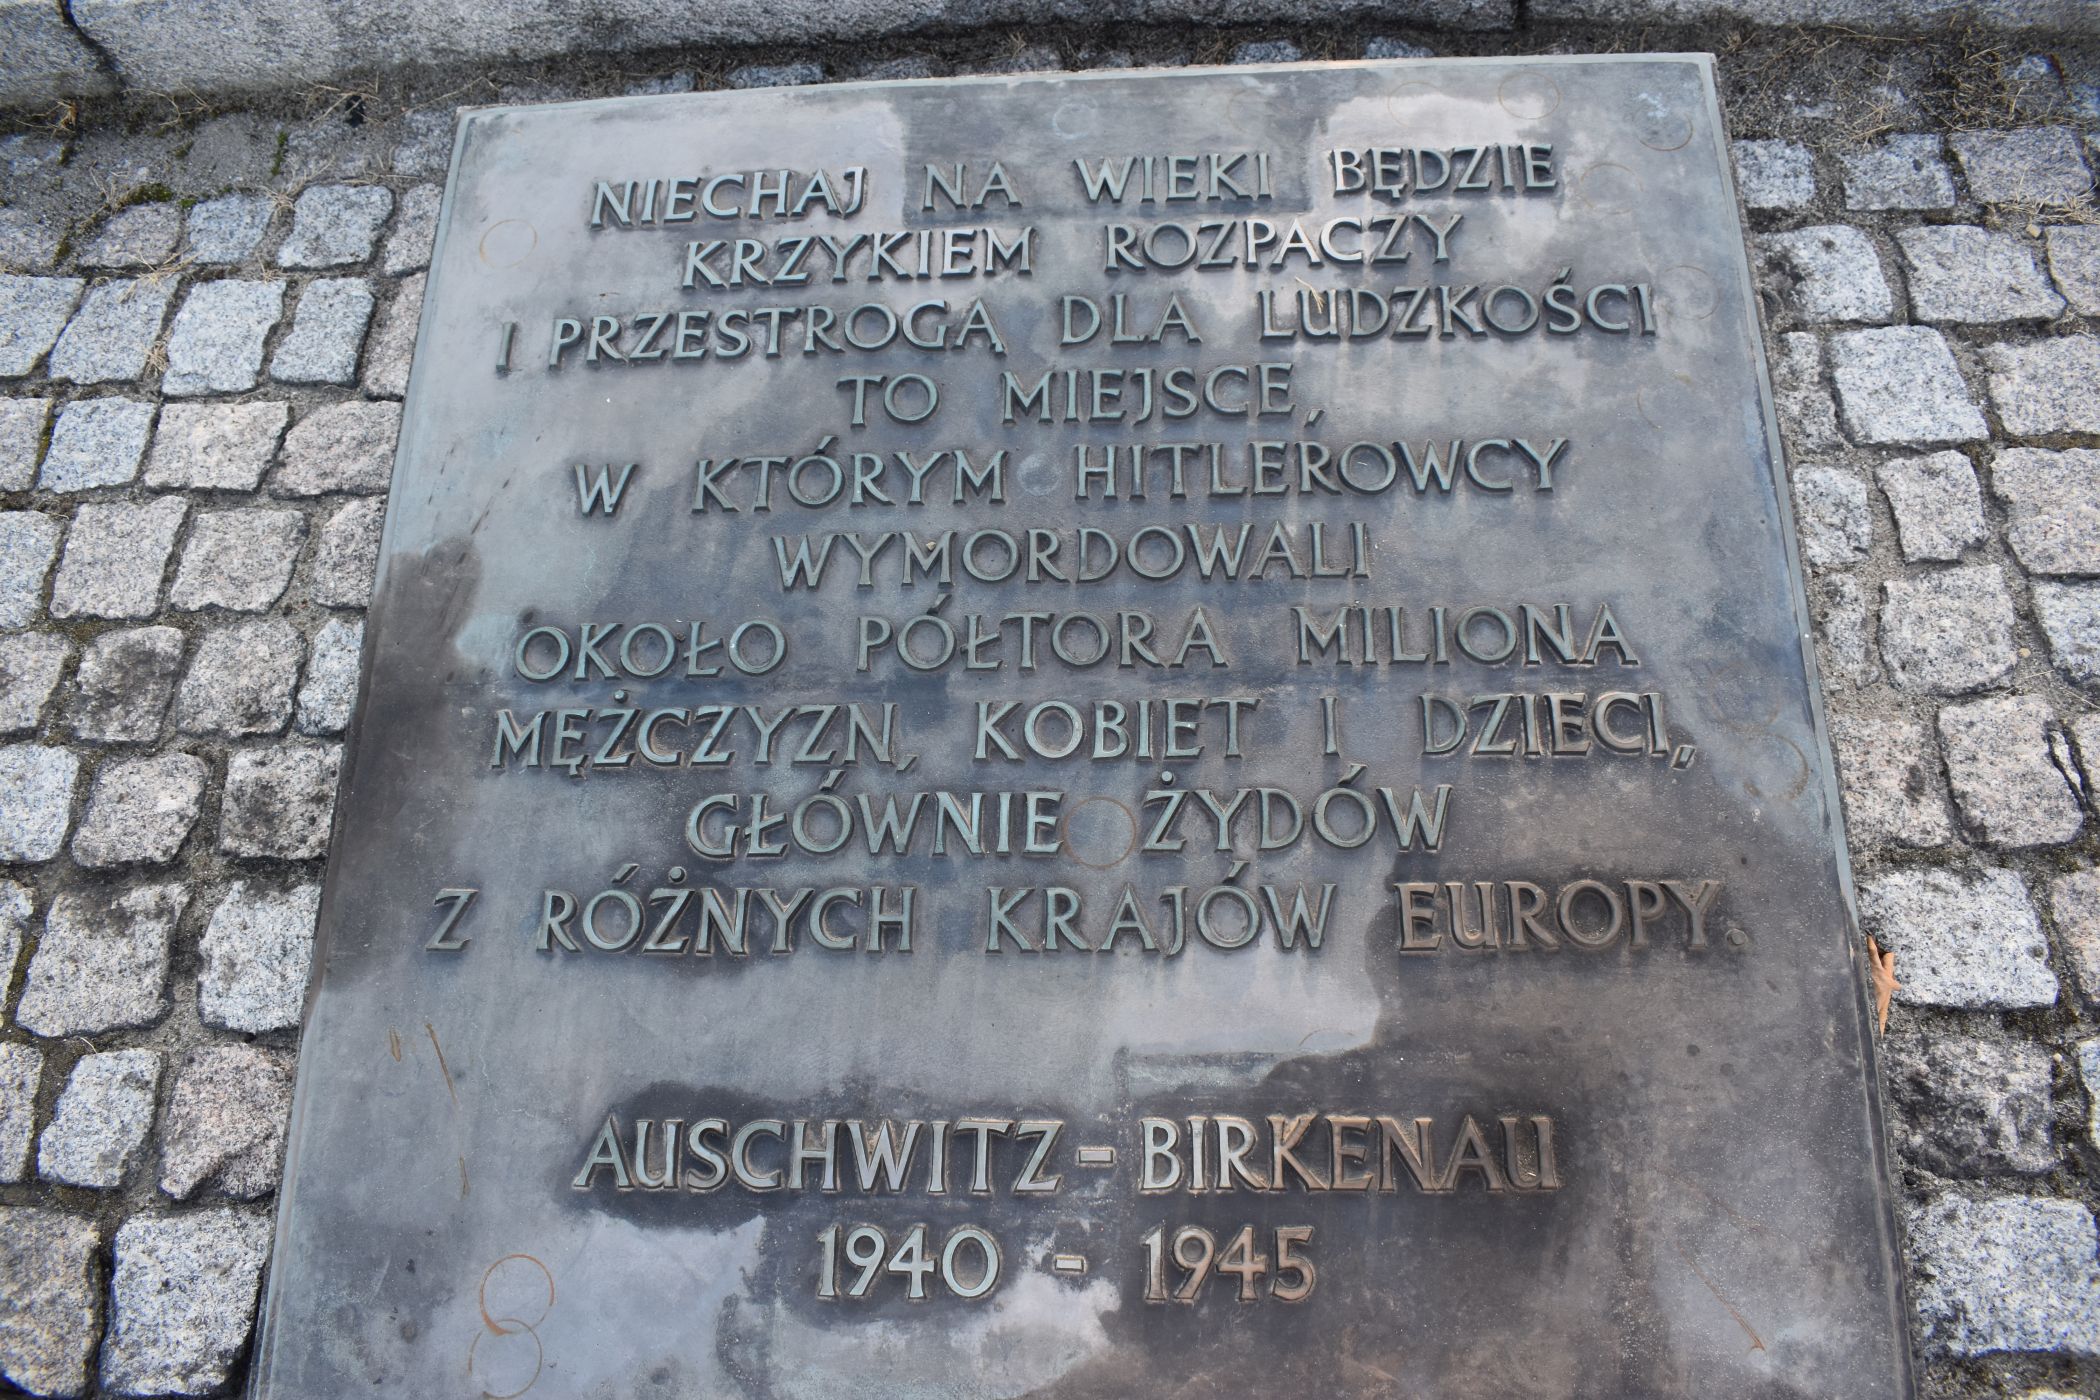 NIECHAJ NA WIEKI BĘDZIE
KRZYKIEM ROZPACZY
I PRZESTROGĄ DLA LUDZKOŚCI
TO MIEJSCE,
W KTÓRYM HITLEROWCY
WYMORDOWALI
OKOŁO PÓŁTORA MILIONA
MĘŻCZYZN, KOBIET I DZIECI,
GŁÓWNIE ŻYDÓW
Z RÓŻNYCH KRAJÓW EUROPY.
AUSCHWITZ - BIRKENAU
1940 - 1945